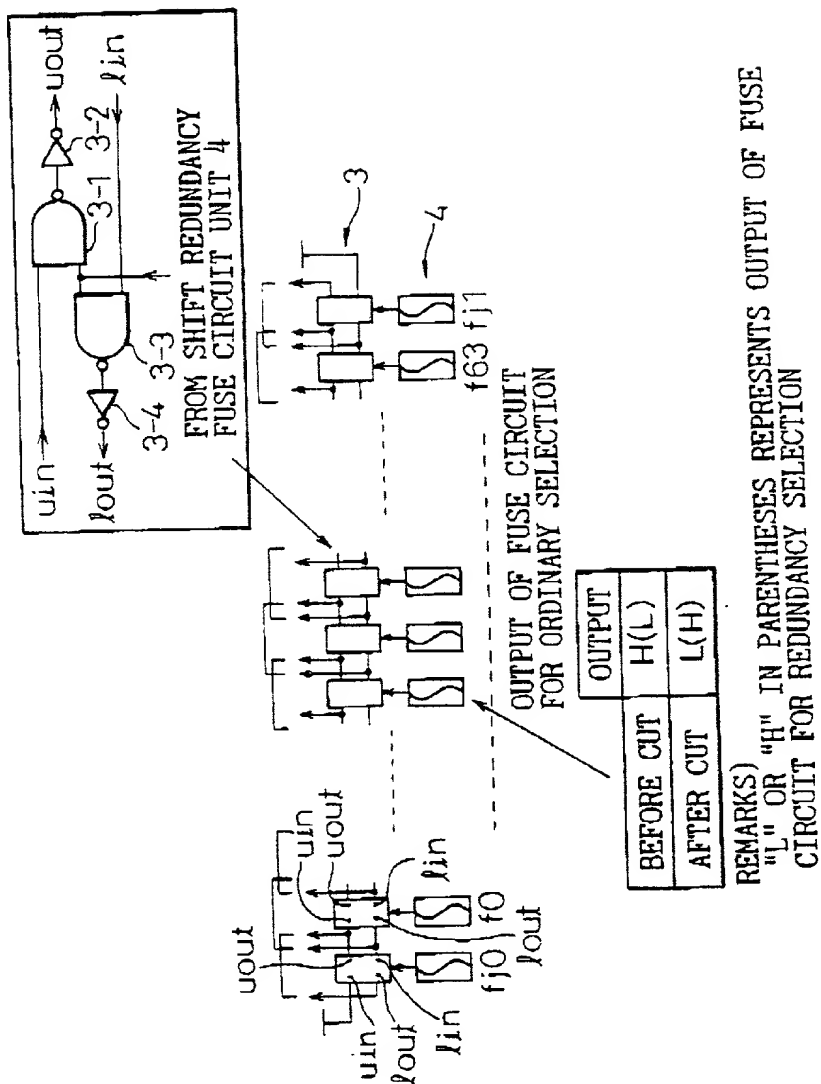 uin
uout
3-2
lin
3-1
3-3
3-4
lout
FROM SHIFT REDUNDANCY
FUSE CIRCUIT UNIT 4
3
4
f63 fj1
uout
uin
uout
uin
lout
lin
fj0
f0
lout
lin
OUTPUT OF FUSE CIRCUIT
FOR ORDINARY SELECTION
OUTPUT
BEFORE CUT H(L)
AFTER CUT L(H)
REMARKS)
"L" OR "H" IN PARENTHESES REPRESENTS OUTPUT OF FUSE
CIRCUIT FOR REDUNDANCY SELECTION